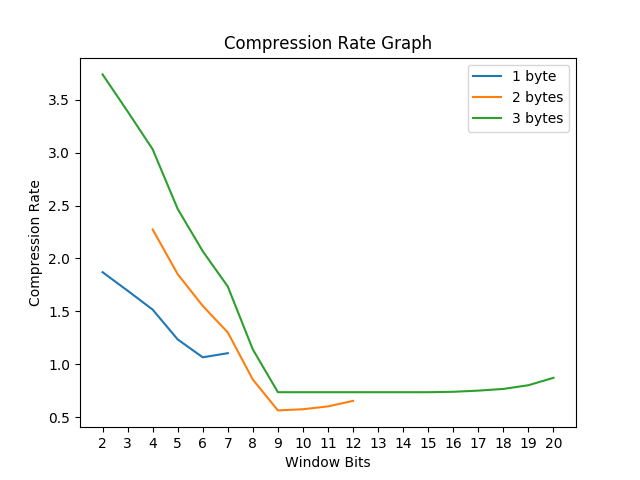 Compression Rate Graph
1 byte
2 bytes
3 bytes
Compression Rate
3.5
3.0
2.5
2.0
1.5
1.0
0.5
2 3 4 5 6 7 8 9 10 11 12 13 14 15 16 17 18 19 20
Window Bits